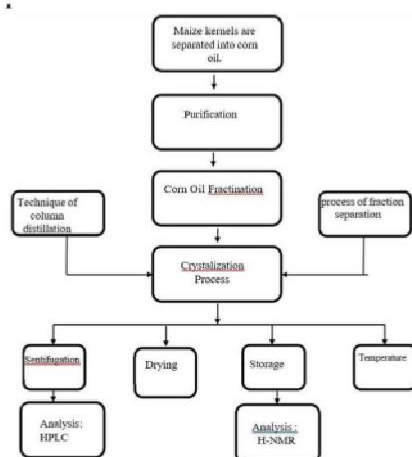 Maize kernels are
separated into corn
oil.
Purification
Corn Oil Fractination
Technique of
column
distillation
process of fraction
separation
Crystalization
Process
Sentifugation
Drying
Storage
Temperature
Analysis:
HPLC
Analysis :
H-NMR